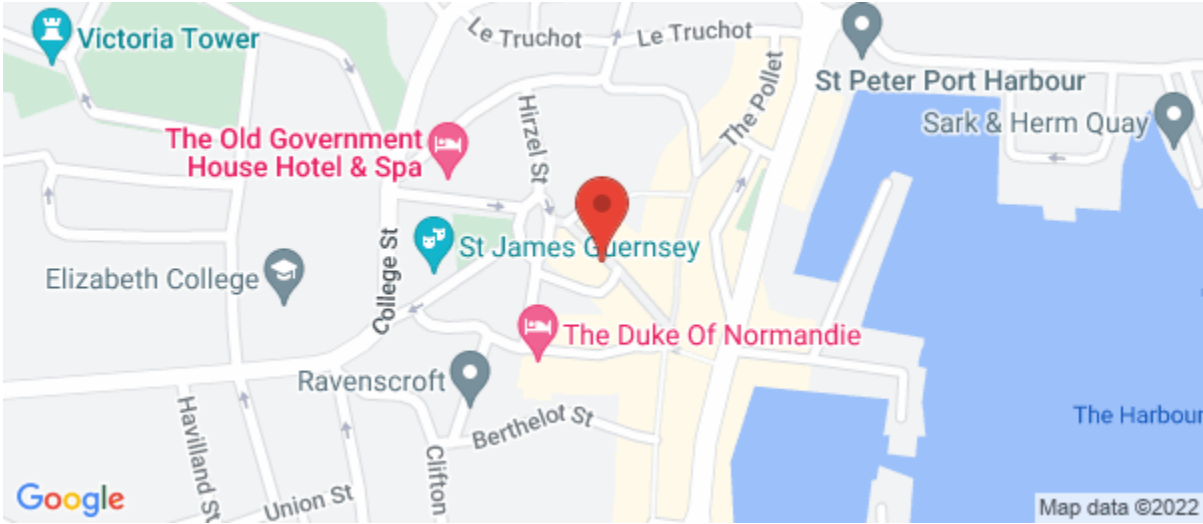 Victoria Tower
Le Truchot
Le Truchot
The Pollet
St Peter Port Harbour
Sark & Herm Quay
Hirzel St
The Old Government
House Hotel & Spa
St James Guernsey
College St
Elizabeth College
The Duke Of Normandie
Ravenscroft
Berthelot St
Havilland St
Clifton
Union St
The Harbour
Google
Map data ©2022